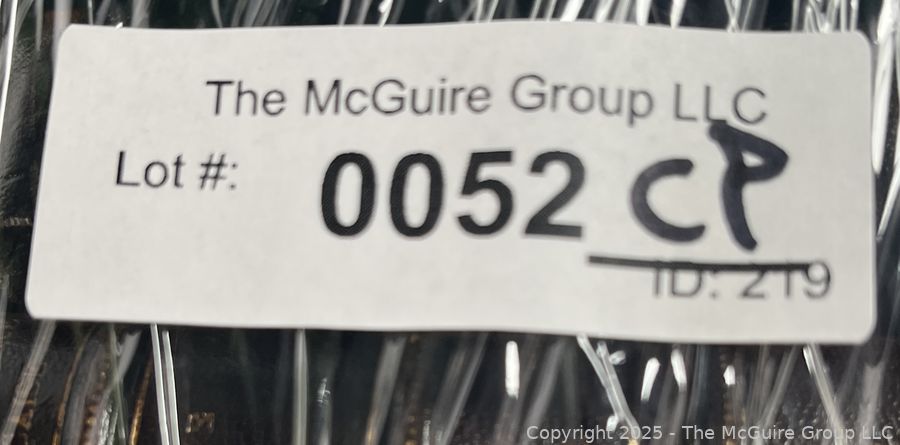 The McGuire Group LLC
Lot #: 0052 CP
ID: 219
Copyright 2025 - The McGuire Group LLC